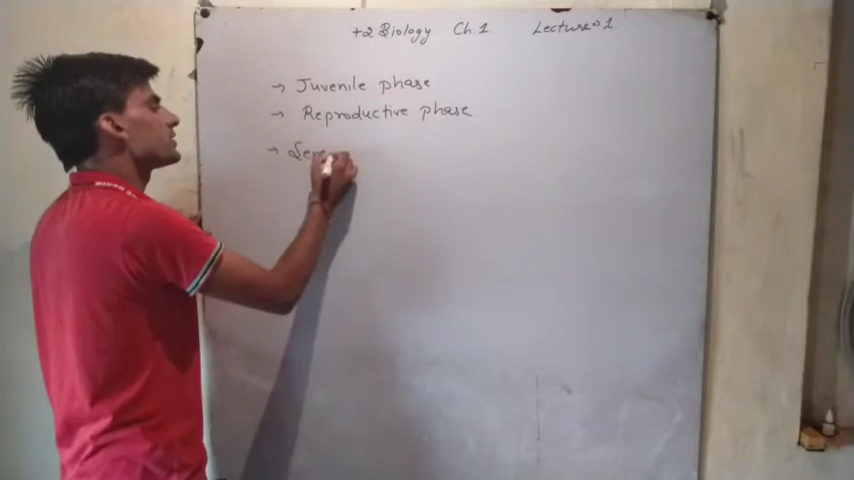 +2 Biology Ch. 1 Lecture 1
→ Juvenile phase
→ Reproductive phase